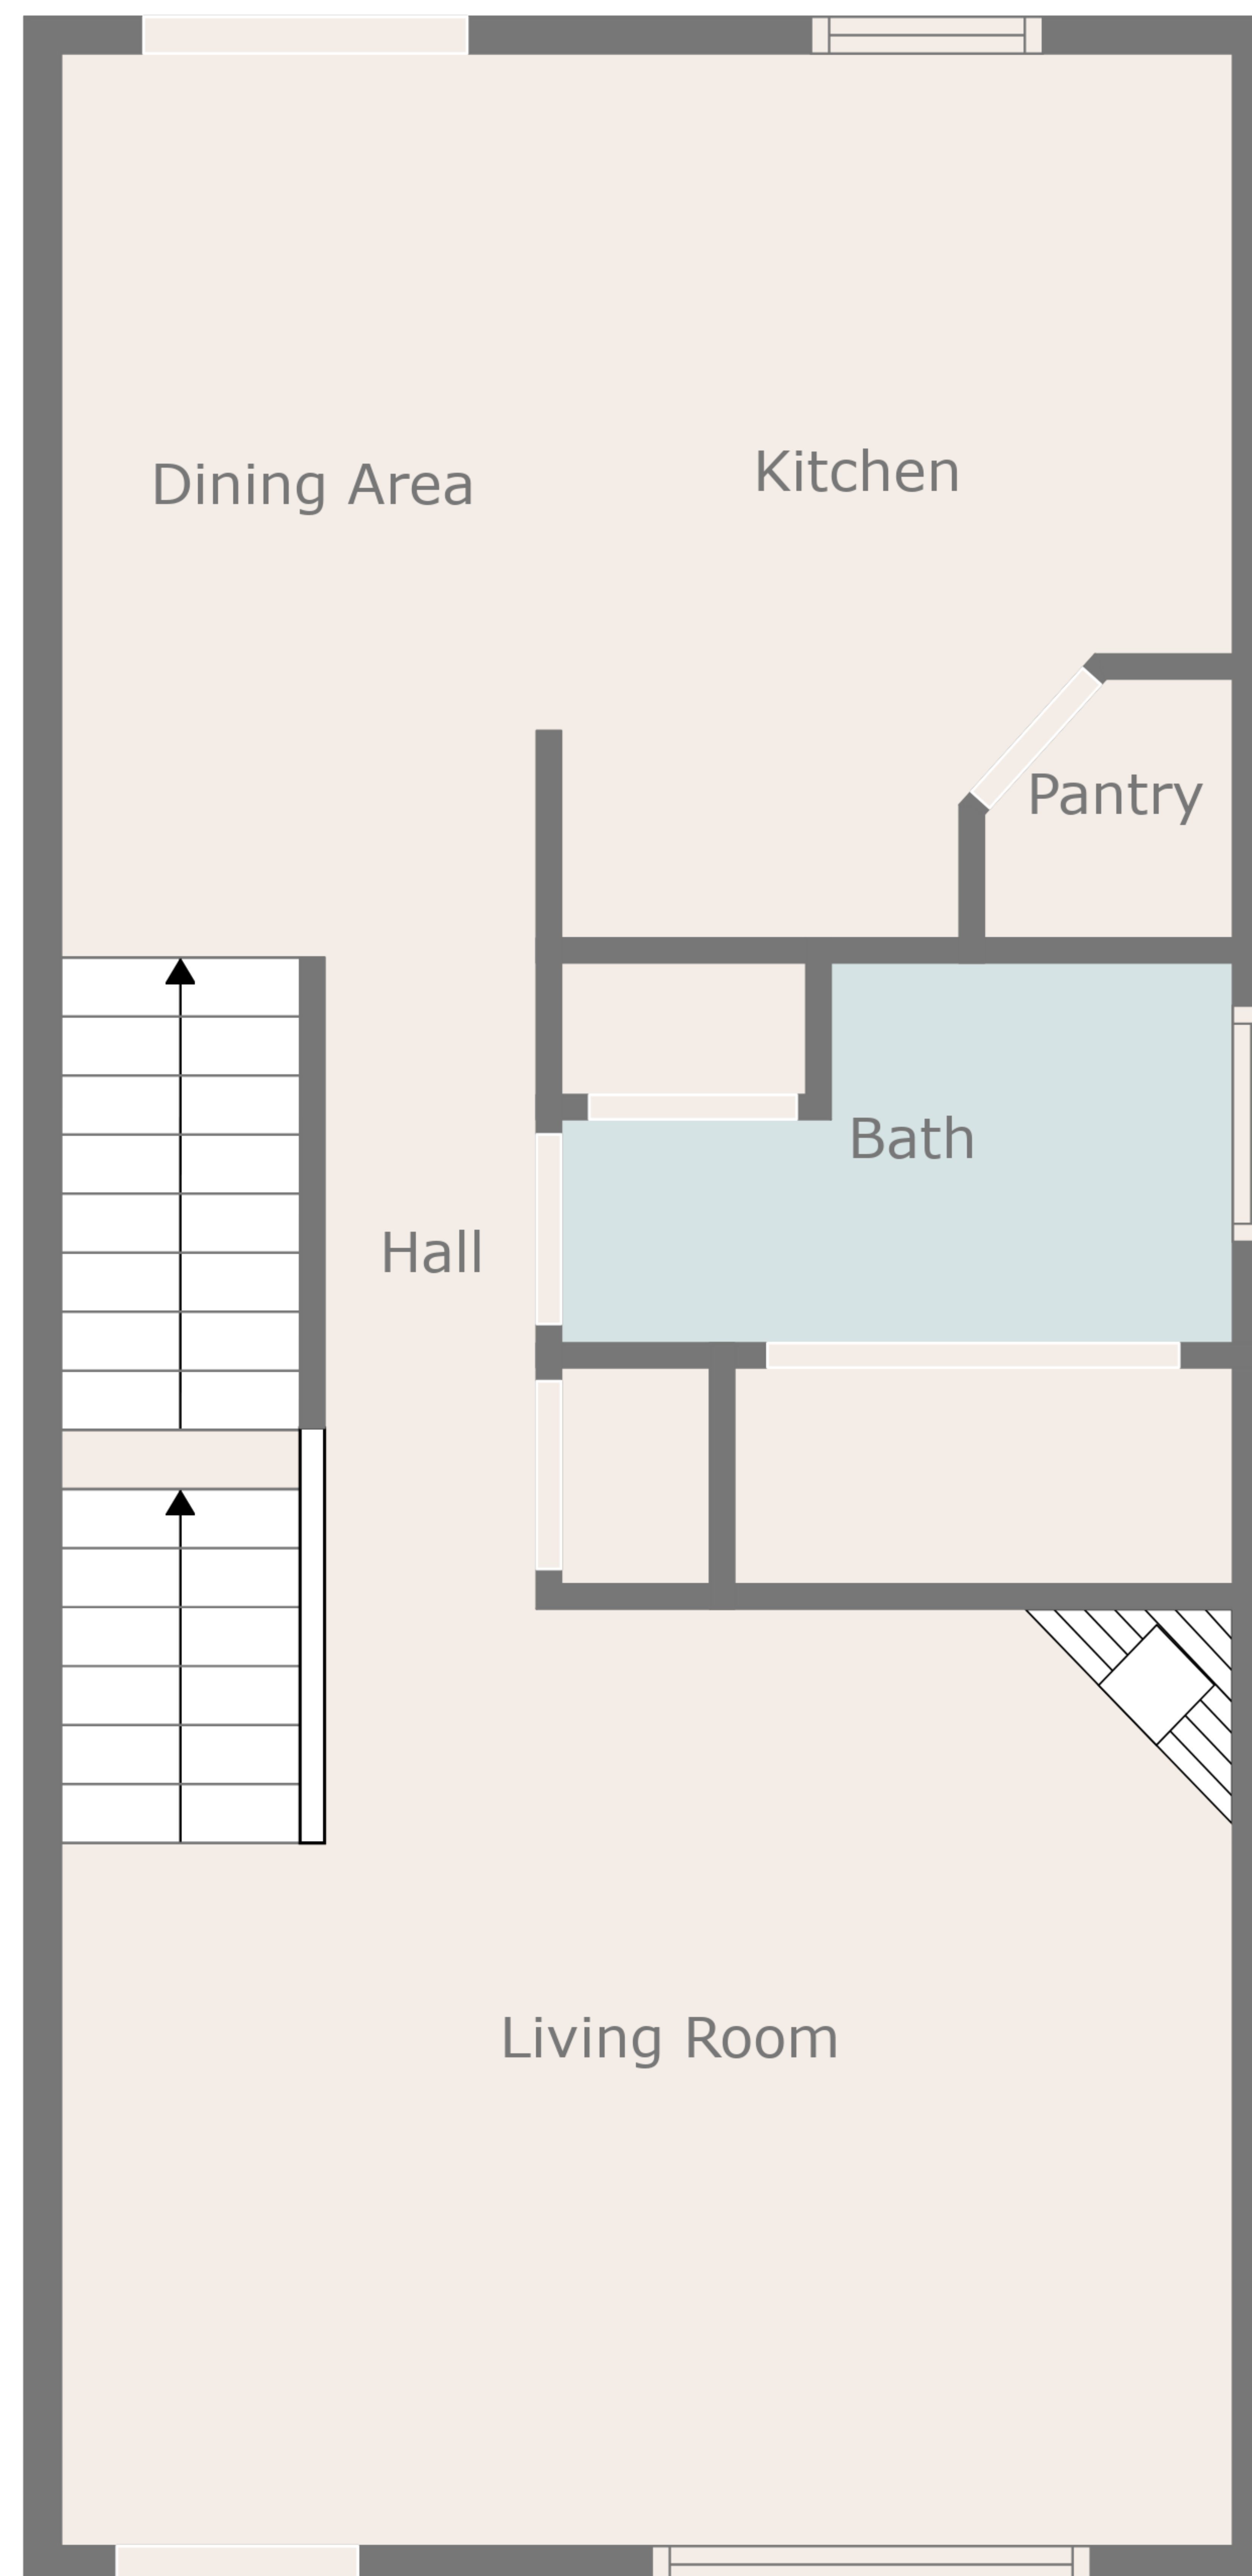 Kitchen
Dining Area
Pantry
Bath
Hall
Living Room